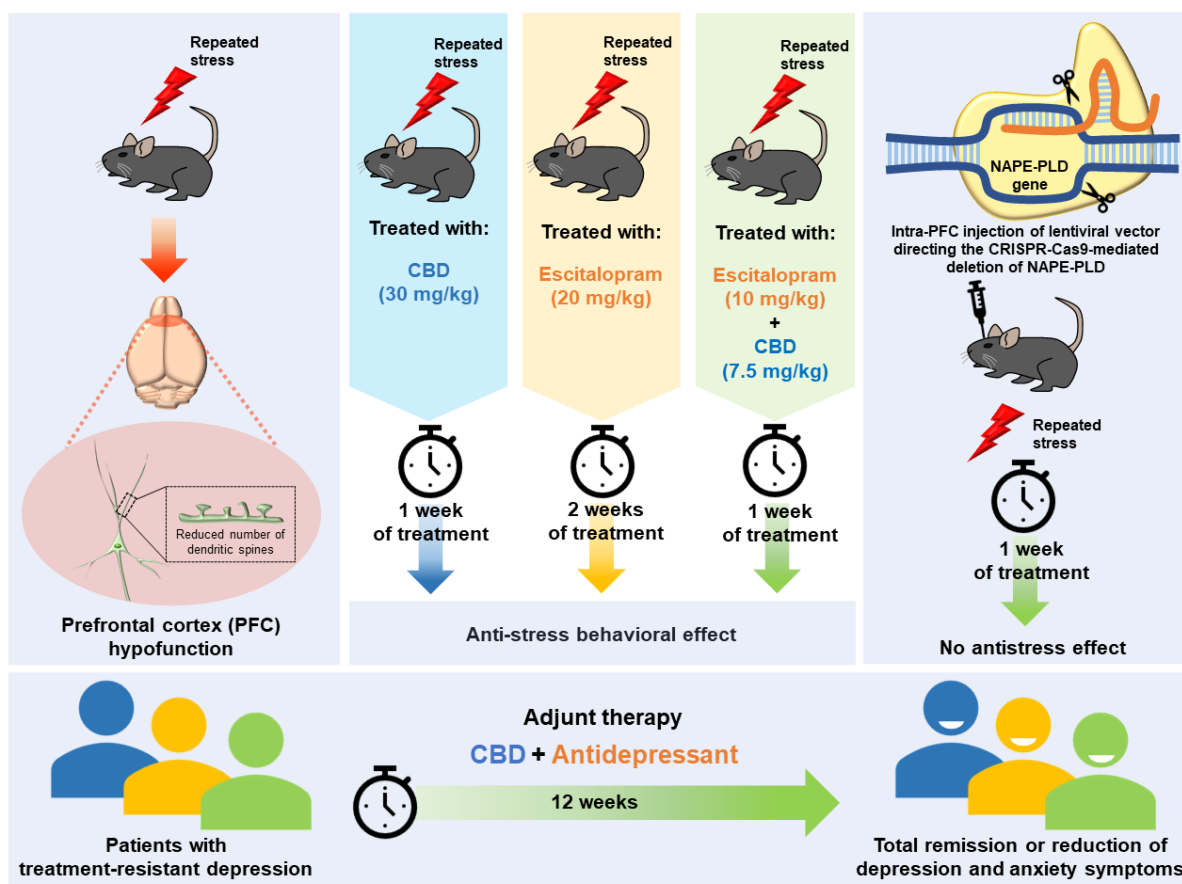 Repeated
stress
Reduced number of
dendritic spines
Prefrontal cortex (PFC)
hypofunction
Repeated
stress
Treated with:
CBD
(30 mg/kg)
1 week
of treatment
Repeated
stress
Treated with:
Escitalopram
(20 mg/kg)
2 weeks
of treatment
Repeated
stress
Treated with:
Escitalopram
(10 mg/kg)
+
CBD
(7.5 mg/kg)
1 week
of treatment
Anti-stress behavioral effect
NAPE-PLD
gene
Intra-PFC injection of lentiviral vector
directing the CRISPR-Cas9-mediated
deletion of NAPE-PLD
Repeated
stress
1 week
of treatment
No antistress effect
Patients with
treatment-resistant depression
Adjunt therapy
CBD + Antidepressant
12 weeks
Total remission or reduction of
depression and anxiety symptoms